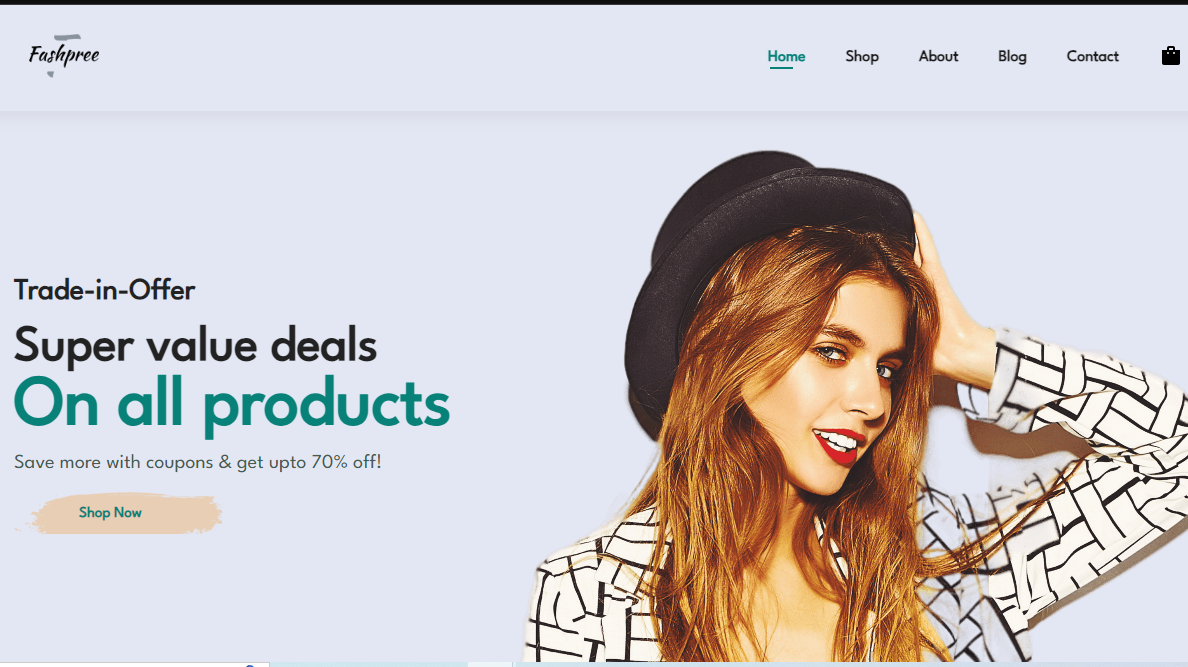 Fashpree
Home Shop About Blog Contact
Trade-in-Offer
Super value deals
On all products
Save more with coupons & get upto 70% off!
Shop Now